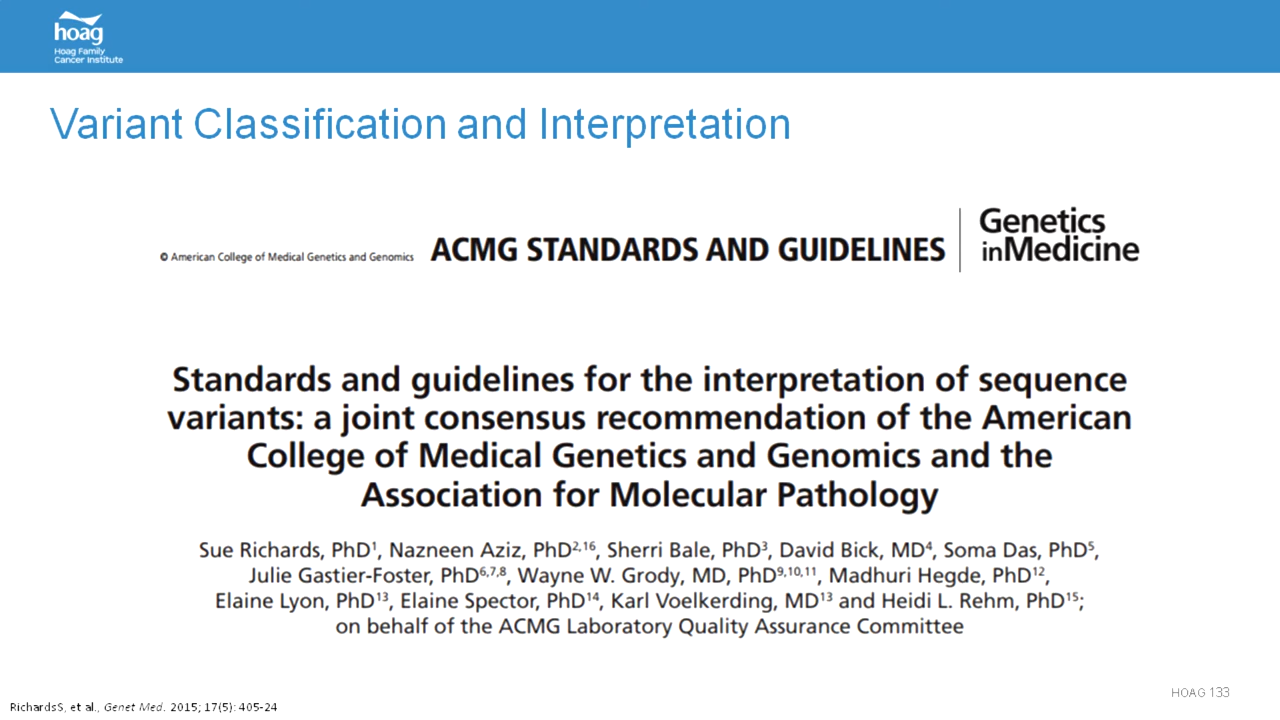 hoag
Hoag Family
Cancer Institute
Variant Classification and Interpretation
© American College of Medical Genetics and Genomics ACMG STANDARDS AND GUIDELINES
Genetics
inMedicine
Standards and guidelines for the interpretation of sequence
variants: a joint consensus recommendation of the American
College of Medical Genetics and Genomics and the
Association for Molecular Pathology
Sue Richards, PhD¹, Nazneen Aziz, PhD²,¹⁶, Sherri Bale, PhD³, David Bick, MD⁴, Soma Das, PhD⁵,
Julie Gastier-Foster, PhD⁶,⁷,⁸, Wayne W. Grody, MD, PhD⁹,¹⁰,¹¹, Madhuri Hegde, PhD¹²,
Elaine Lyon, PhD¹³, Elaine Spector, PhD¹⁴, Karl Voelkerding, MD¹³ and Heidi L. Rehm, PhD¹⁵;
on behalf of the ACMG Laboratory Quality Assurance Committee
HOAG 133
Richards S, et al., Genet Med. 2015; 17(5): 405-24